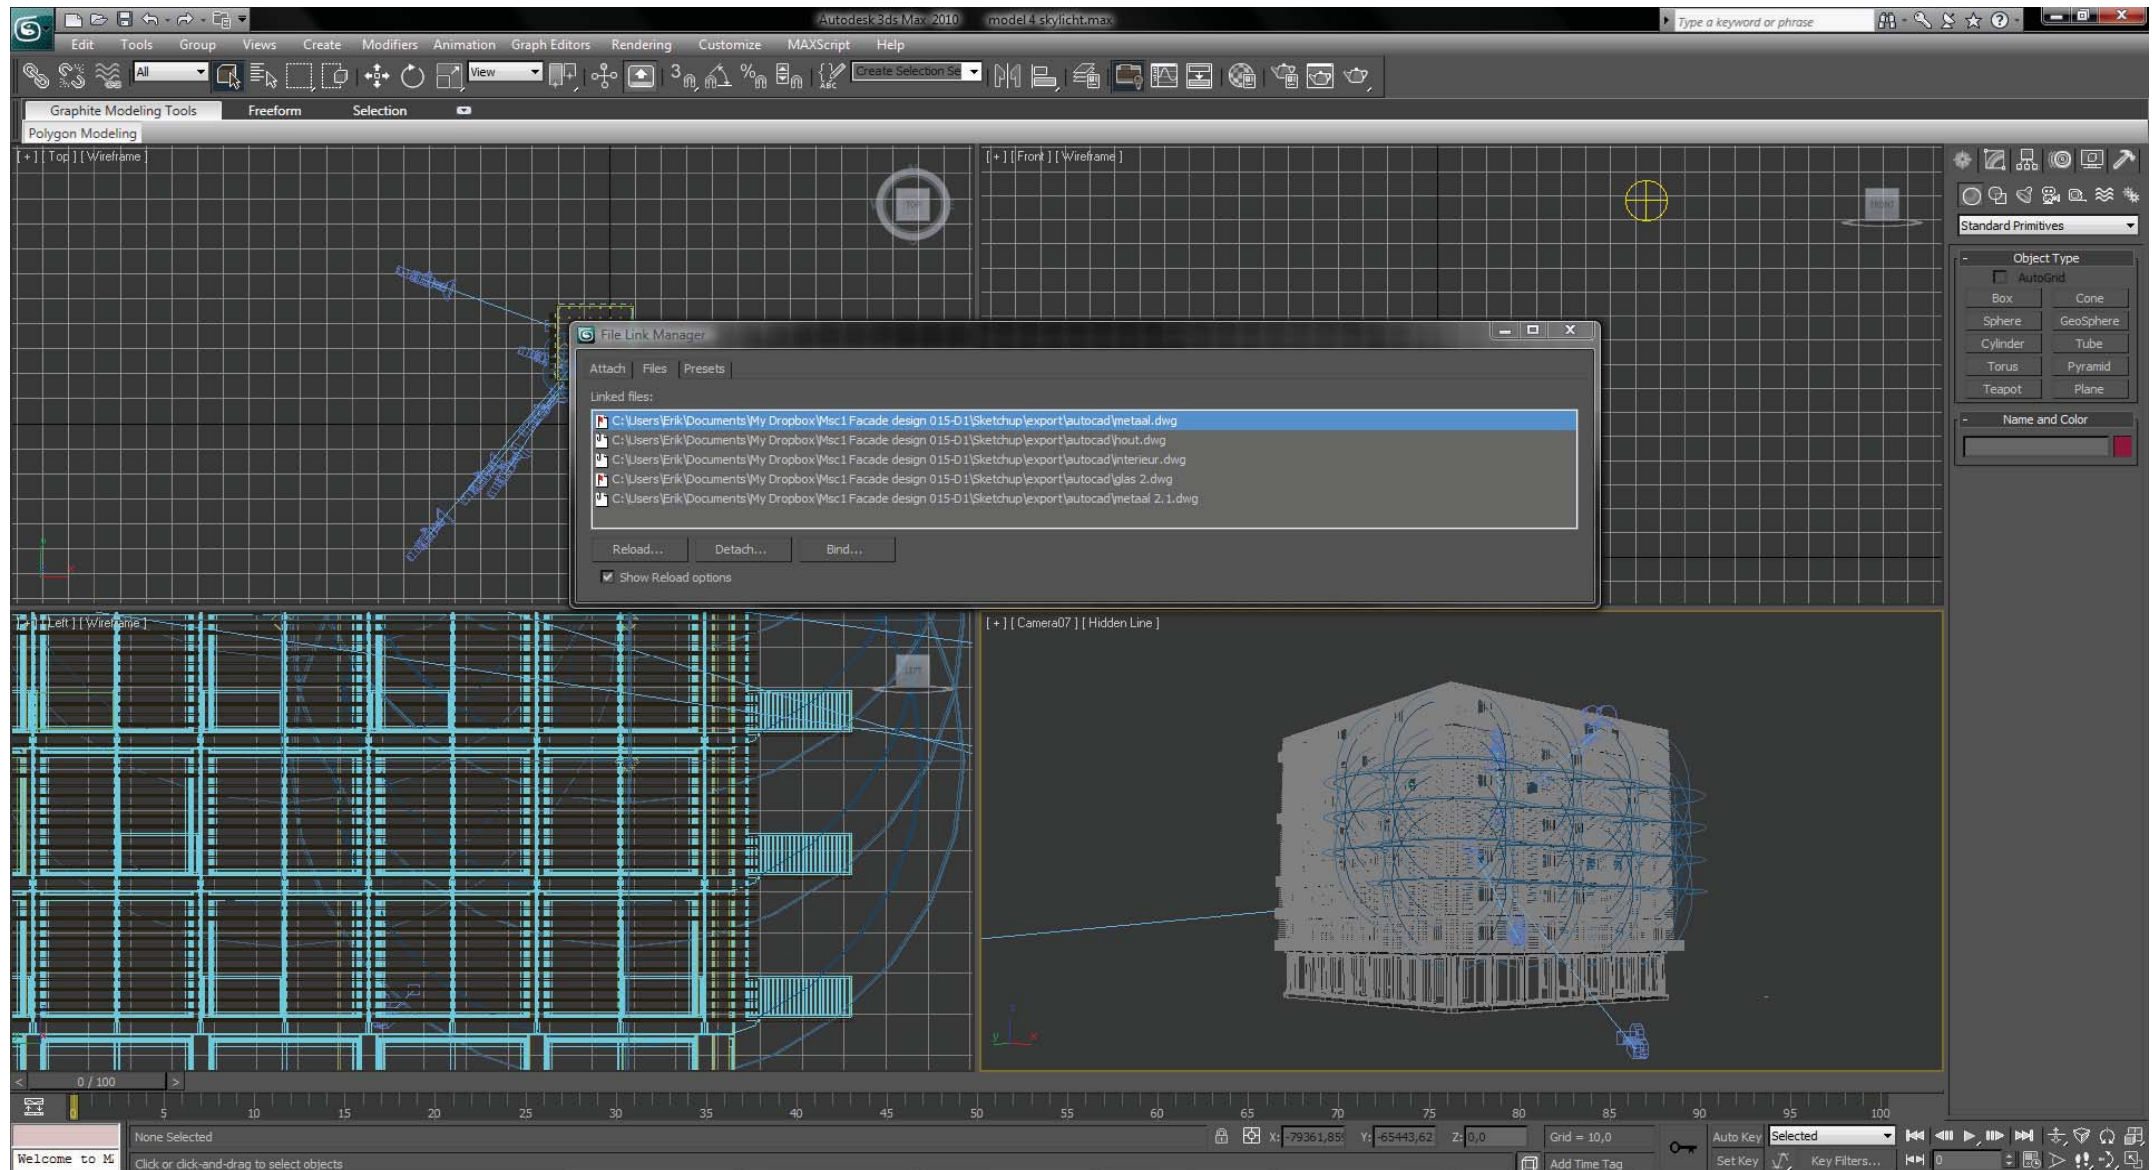 Autodesk 3ds Max 2010 model 4 skylicht.max
Type a keyword or phrase
Edit Tools Group Views Create Modifiers Animation Graph Editors Rendering Customize MAXScript Help
All View Create Selection Se
Graphite Modeling Tools Freeform Selection
Polygon Modeling
[ + ] [ Top ] [ Wireframe ]
TOP
[ + ] [ Front ] [ Wireframe ]
FRONT
Standard Primitives
- Object Type
AutoGrid
Box Cone
Sphere GeoSphere
Cylinder Tube
Torus Pyramid
Teapot Plane
- Name and Color
File Link Manager
Attach Files Presets
Linked files:
C:\Users\Erik\Documents\My Dropbox\Msc1 Facade design 015-D1\Sketchup\export\autocad\metaal.dwg
C:\Users\Erik\Documents\My Dropbox\Msc1 Facade design 015-D1\Sketchup\export\autocad\hout.dwg
C:\Users\Erik\Documents\My Dropbox\Msc1 Facade design 015-D1\Sketchup\export\autocad\interieur.dwg
C:\Users\Erik\Documents\My Dropbox\Msc1 Facade design 015-D1\Sketchup\export\autocad\glas 2.dwg
C:\Users\Erik\Documents\My Dropbox\Msc1 Facade design 015-D1\Sketchup\export\autocad\metaal 2.1.dwg
Reload... Detach... Bind...
Show Reload options
[ + ] [ Left ] [ Wireframe ]
LEFT
[ + ] [ Camera07 ] [ Hidden Line ]
z
y x
< 0 / 100 >
0 5 10 15 20 25 30 35 40 45 50 55 60 65 70 75 80 85 90 95 100
None Selected X: -79361,859 Y: -65443,62 Z: 0,0 Grid = 10,0 Auto Key Selected
Welcome to M Click or click-and-drag to select objects Add Time Tag Set Key Key Filters... 0